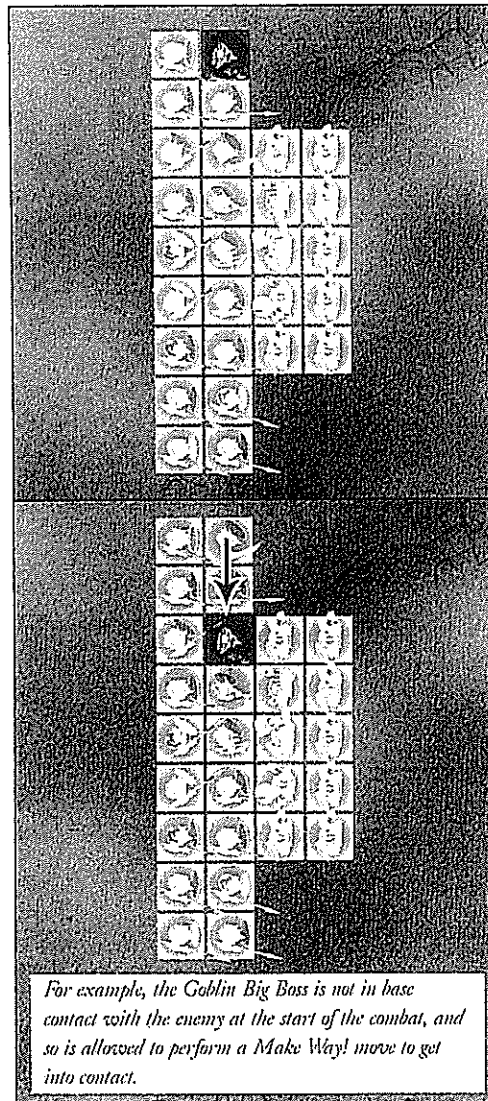 For example, the Goblin Big Boss is not in base
contact with the enemy at the start of the combat, and
so is allowed to perform a Make Way! move to get
into contact.